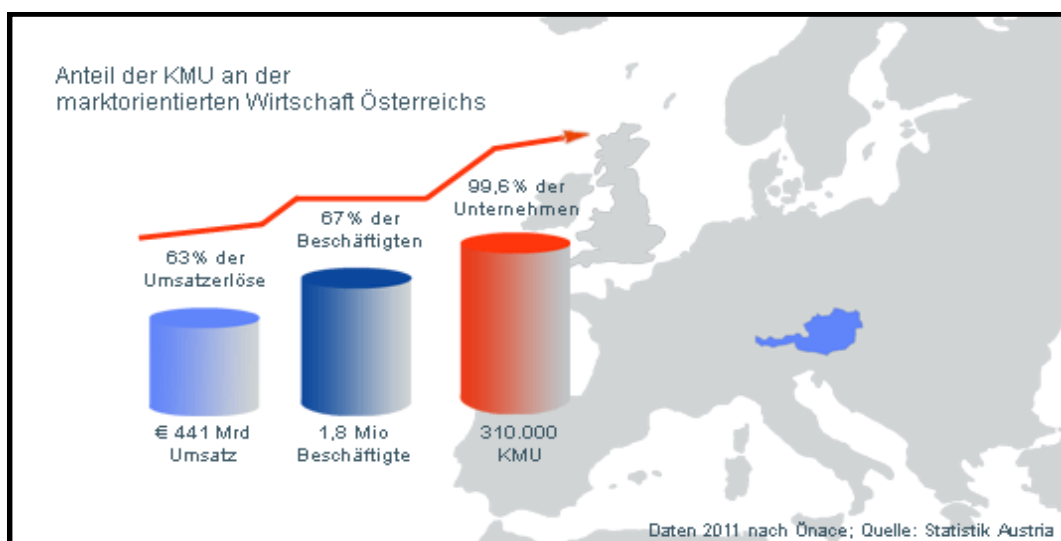 Anteil der KMU an der
marktorientierten Wirtschaft Österreichs
63% der
Umsatzerlöse
67% der
Beschäftigten
99,6% der
Unternehmen
€ 441 Mrd
Umsatz
1,8 Mio
Beschäftigte
310.000
KMU
Daten 2011 nach Önace; Quelle: Statistik Austria